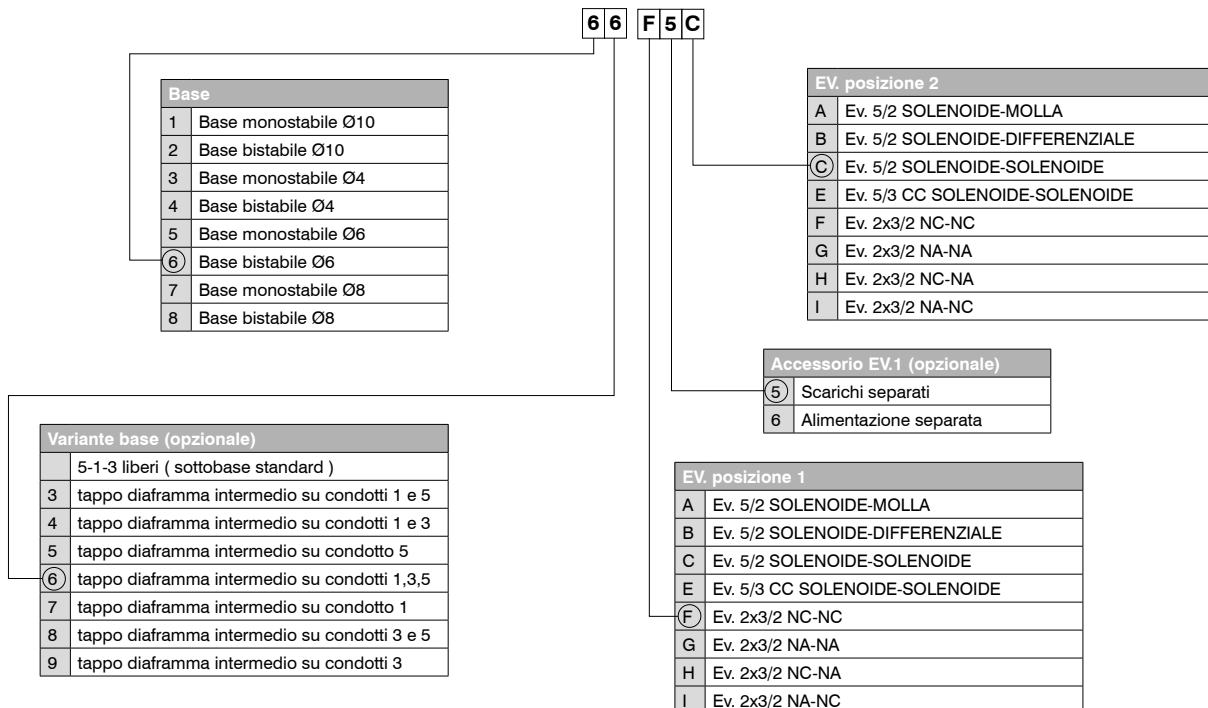 6 6 F 5 C
Base
1 Base monostabile Ø10
2 Base bistabile Ø10
3 Base monostabile Ø4
4 Base bistabile Ø4
5 Base monostabile Ø6
6 Base bistabile Ø6
7 Base monostabile Ø8
8 Base bistabile Ø8
EV. posizione 2
A Ev. 5/2 SOLENOIDE-MOLLA
B Ev. 5/2 SOLENOIDE-DIFFERENZIALE
C Ev. 5/2 SOLENOIDE-SOLENOIDE
E Ev. 5/3 CC SOLENOIDE-SOLENOIDE
F Ev. 2x3/2 NC-NC
G Ev. 2x3/2 NA-NA
H Ev. 2x3/2 NC-NA
I Ev. 2x3/2 NA-NC
Accessorio EV.1 (opzionale)
5 Scarichi separati
6 Alimentazione separata
Variante base (opzionale)
5-1-3 liberi ( sottobase standard )
3 tappo diaframma intermedio su condotti 1 e 5
4 tappo diaframma intermedio su condotti 1 e 3
5 tappo diaframma intermedio su condotto 5
6 tappo diaframma intermedio su condotti 1,3,5
7 tappo diaframma intermedio su condotto 1
8 tappo diaframma intermedio su condotti 3 e 5
9 tappo diaframma intermedio su condotti 3
EV. posizione 1
A Ev. 5/2 SOLENOIDE-MOLLA
B Ev. 5/2 SOLENOIDE-DIFFERENZIALE
C Ev. 5/2 SOLENOIDE-SOLENOIDE
E Ev. 5/3 CC SOLENOIDE-SOLENOIDE
F Ev. 2x3/2 NC-NC
G Ev. 2x3/2 NA-NA
H Ev. 2x3/2 NC-NA
I Ev. 2x3/2 NA-NC